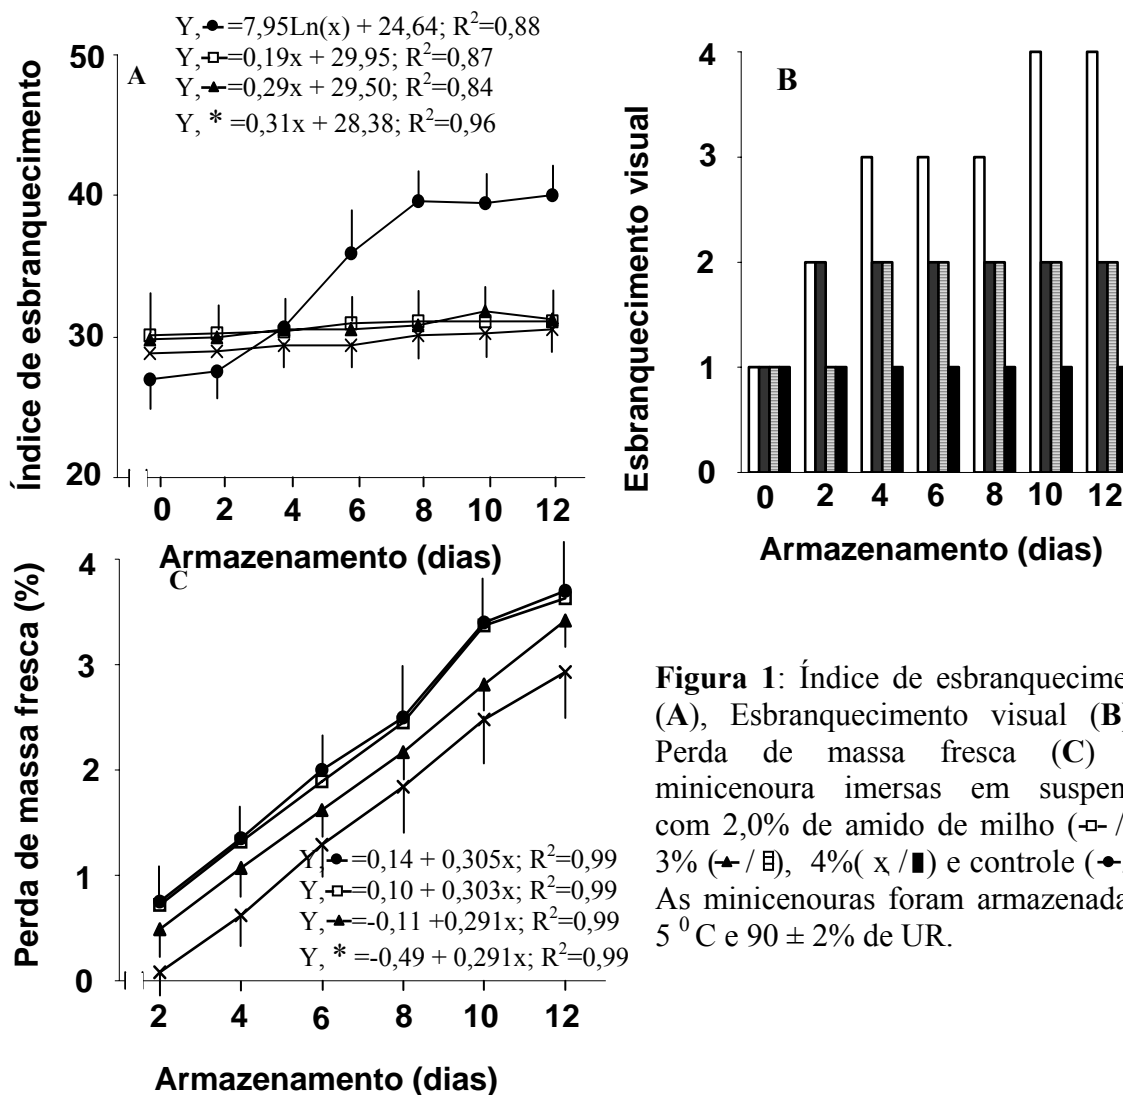 Y, =7,95Ln(x) + 24,64; R²=0,88
Y, =0,19x + 29,95; R²=0,87
Y, =0,29x + 29,50; R²=0,84
Y, * =0,31x + 28,38; R²=0,96
A
Índice de esbranquecimento
50
40
30
20
0 2 4 6 8 10 12
Armazenamento (dias)
B
Esbranquecimento visual
4
3
2
1
0
0 2 4 6 8 10 12
Armazenamento (dias)
C
Perda de massa fresca (%)
4
3
2
1
0
Y, =0,14 + 0,305x; R²=0,99
Y, =0,10 + 0,303x; R²=0,99
Y, =-0,11 +0,291x; R²=0,99
Y, * =-0,49 + 0,291x; R²=0,99
2 4 6 8 10 12
Armazenamento (dias)
Figura 1: Índice de esbranquecime
(A), Esbranquecimento visual (B)
Perda de massa fresca (C)
minicenoura imersas em suspen
com 2,0% de amido de milho ( /
3% ( / ), 4%( x / ) e controle (
As minicenouras foram armazenada
5 ⁰ C e 90 ± 2% de UR.